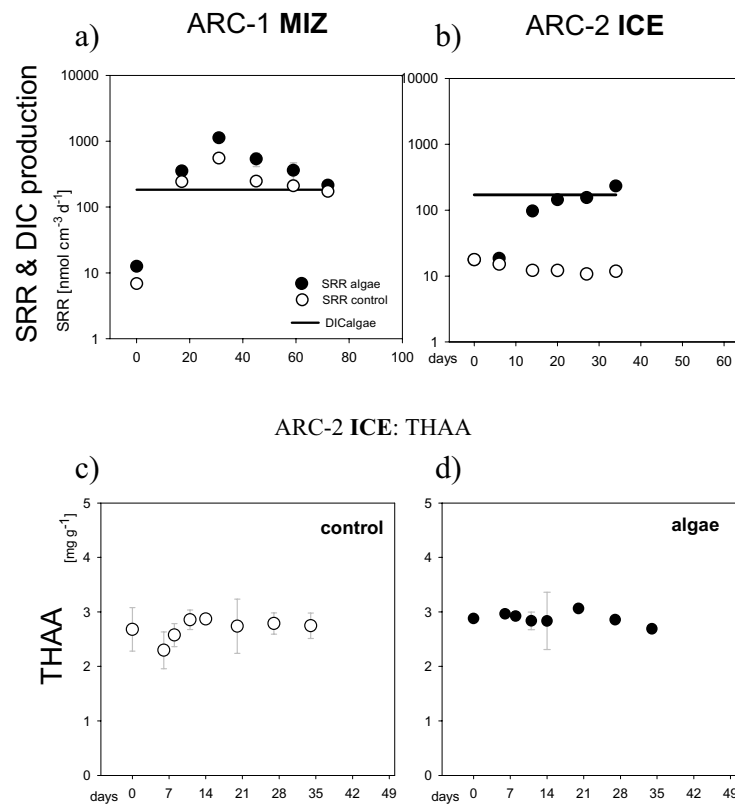 ARC-1 MIZ
ARC-2 ICE
a)
b)
SRR & DIC production
SRR [nmol cm-3 d-1]
10000
1000
100
10
1
SRR algae
SRR control
DICalgae
0 20 40 60 80 100
10000
1000
100
10
1
days
0 10 20 30 40 50 60
ARC-2 ICE: THAA
c)
d)
THAA
[mg g-1]
5
4
3
2
1
0
control
days
0 7 14 21 28 35 42 49
5
4
3
2
1
0
algae
days
0 7 14 21 28 35 42 49